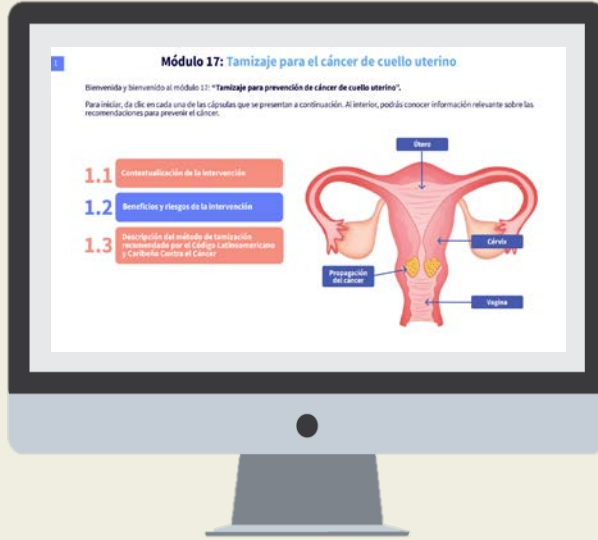 1
Módulo 17: Tamizaje para el cáncer de cuello uterino
Bienvenida y bienvenido al módulo 17: "Tamizaje para prevención de cáncer de cuello uterino".
Para iniciar, da clic en cada una de las cápsulas que se presentan a continuación. Al interior, podrás conocer información relevante sobre las
recomendaciones para prevenir el cáncer.
1.1 Contextualización de la intervención
1.2 Beneficios y riesgos de la intervención
1.3 Descripción del método de tamización
recomendado por el Código Latinoamericano
y Caribeño Contra el Cáncer
Útero
Cérvix
Propagación
del cáncer
Vagina